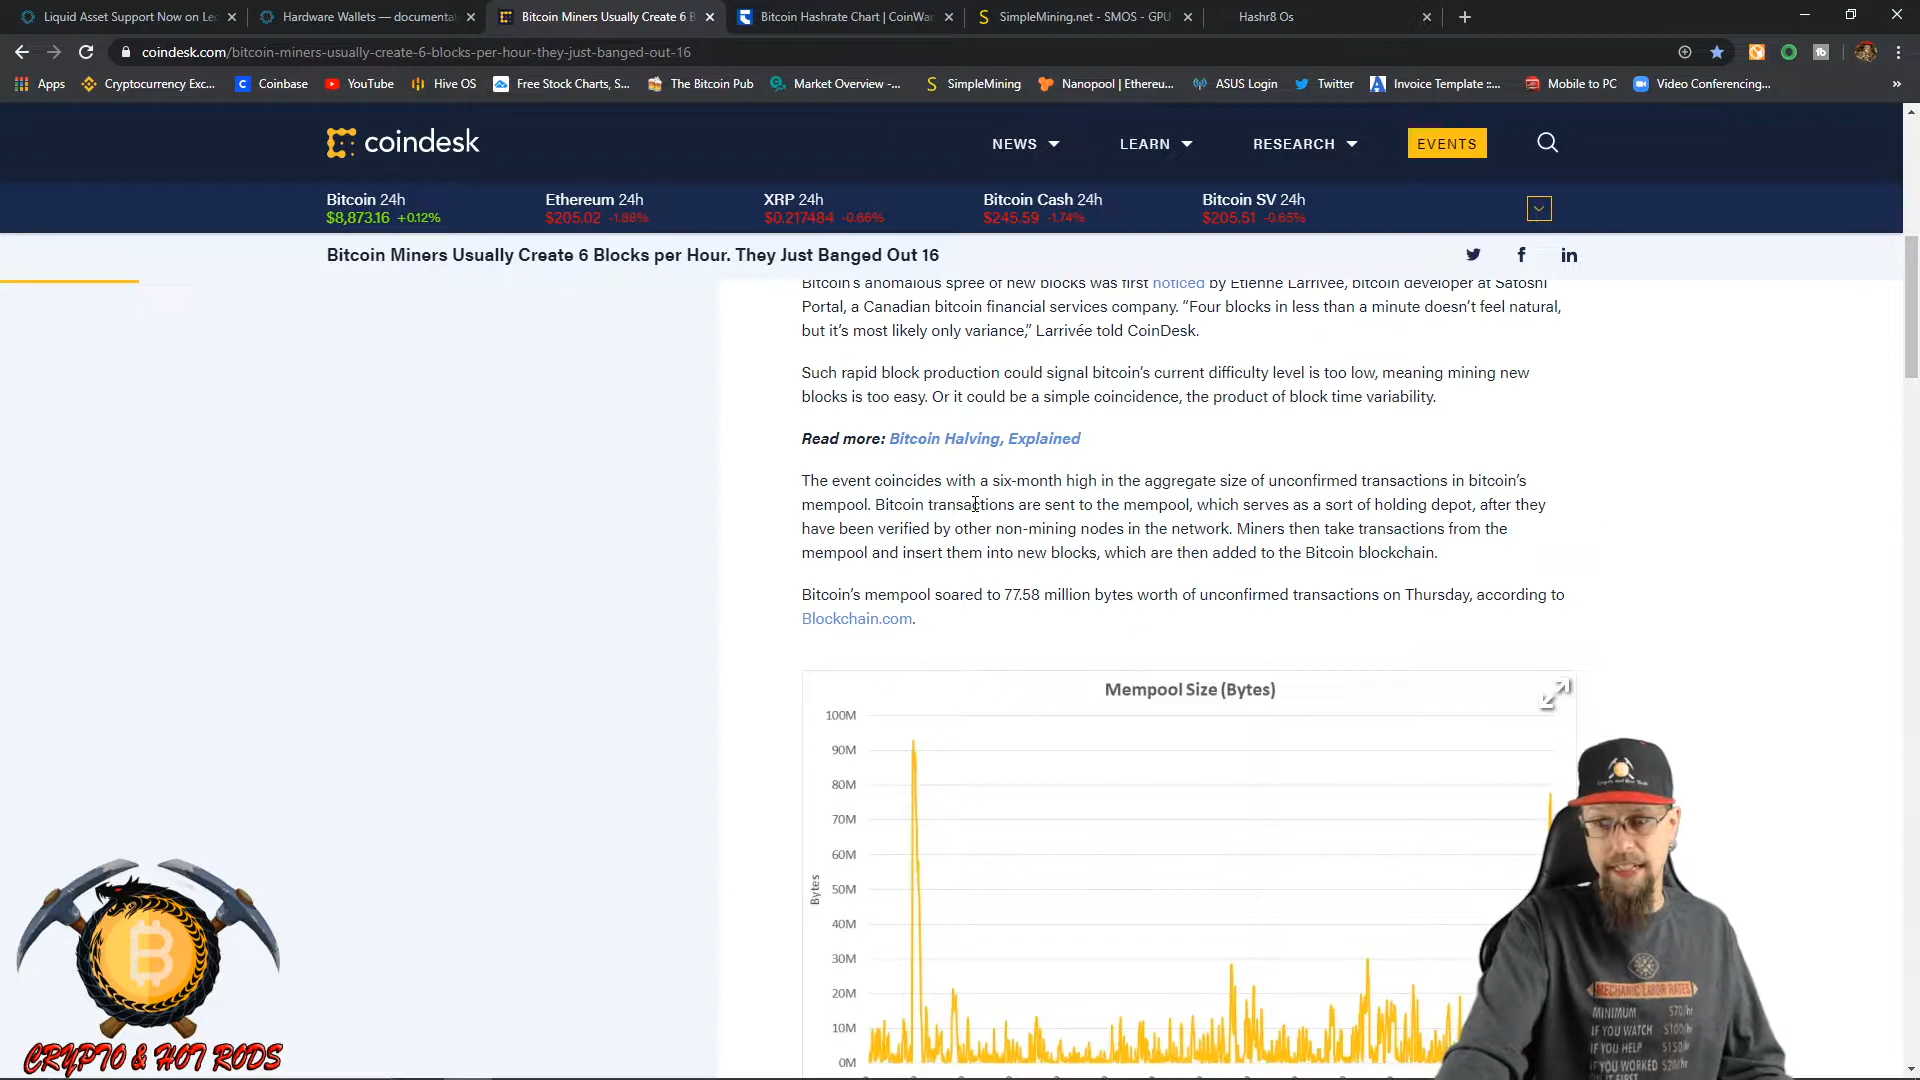 Liquid Asset Support Now on Le
Hardware Wallets — documenta
Bitcoin Miners Usually Create 6 B
Bitcoin Hashrate Chart | CoinWar
SimpleMining.net - SMOS - GPU
Hashr8 Os
coindesk.com/bitcoin-miners-usually-create-6-blocks-per-hour-they-just-banged-out-16
Apps
Cryptocurrency Exc...
Coinbase
YouTube
Hive OS
Free Stock Charts, S...
The Bitcoin Pub
Market Overview -...
SimpleMining
Nanopool | Ethereu...
ASUS Login
Twitter
Invoice Template ::...
Mobile to PC
Video Conferencing...
coindesk
NEWS
LEARN
RESEARCH
EVENTS
Bitcoin 24h
$8,873.16 +0.12%
Ethereum 24h
$205.02 -1.88%
XRP 24h
$0.217484 -0.66%
Bitcoin Cash 24h
$245.59 -1.74%
Bitcoin SV 24h
$205.51 -0.65%
Bitcoin Miners Usually Create 6 Blocks per Hour. They Just Banged Out 16
Bitcoin's anomalous spree of new blocks was first noticed by Etienne Larrivée, bitcoin developer at Satoshi
Portal, a Canadian bitcoin financial services company. “Four blocks in less than a minute doesn't feel natural,
but it's most likely only variance,” Larrivée told CoinDesk.
Such rapid block production could signal bitcoin's current difficulty level is too low, meaning mining new
blocks is too easy. Or it could be a simple coincidence, the product of block time variability.
Read more: Bitcoin Halving, Explained
The event coincides with a six-month high in the aggregate size of unconfirmed transactions in bitcoin's
mempool. Bitcoin transactions are sent to the mempool, which serves as a sort of holding depot, after they
have been verified by other non-mining nodes in the network. Miners then take transactions from the
mempool and insert them into new blocks, which are then added to the Bitcoin blockchain.
Bitcoin's mempool soared to 77.58 million bytes worth of unconfirmed transactions on Thursday, according to
Blockchain.com.
Mempool Size (Bytes)
100M
90M
80M
70M
60M
50M
40M
30M
20M
10M
0M
Bytes
CRYPTO & HOT RODS
MECHANIC LABOR RATES
MINIMUM $70/hr
IF YOU WATCH $100/hr
IF YOU HELP $150/hr
IF YOU WORKED
ON IT FIRST